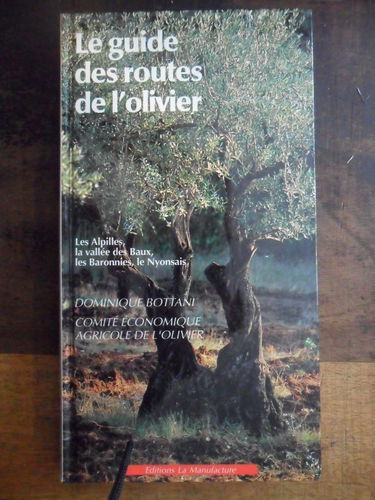 Le guide
des routes
de l'olivier
Les Alpilles,
la vallée des Baux,
les Baronnies, le Nyonsais
DOMINIQUE BOTTANI
COMITÉ ÉCONOMIQUE
AGRICOLE DE L'OLIVIER
Editions La Manufacture